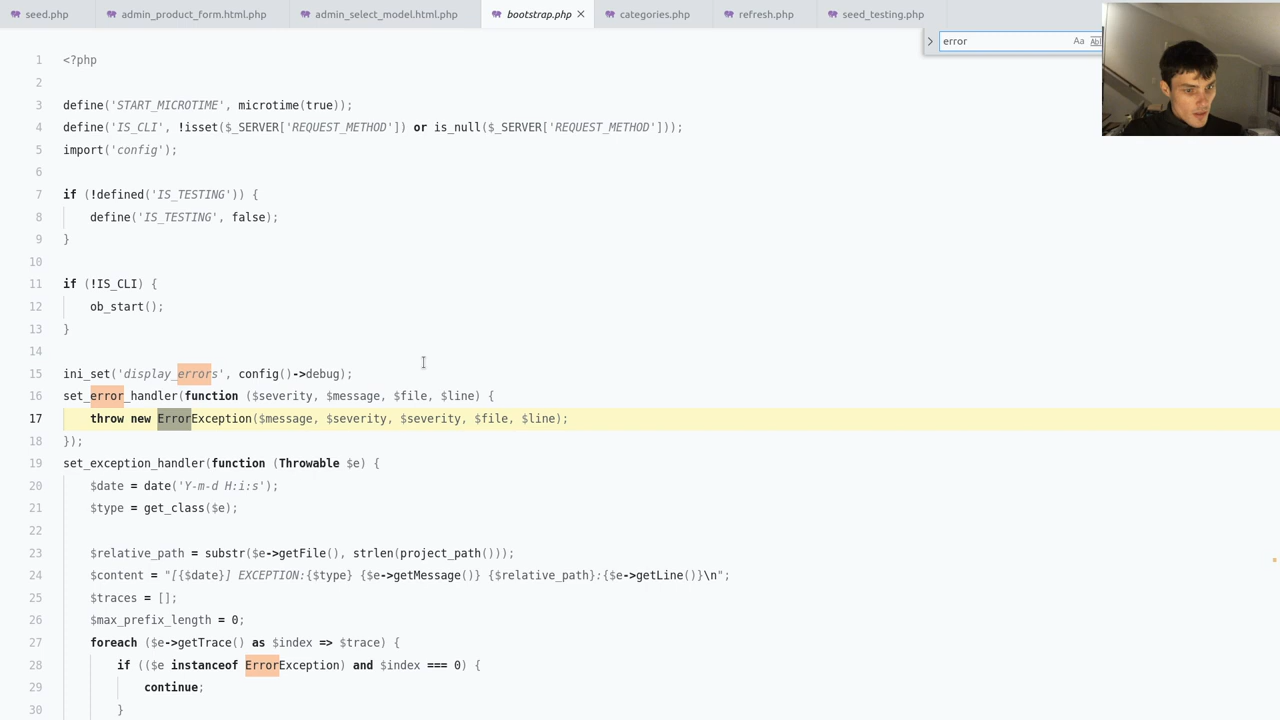 seed.php admin_product_form.html.php admin_select_model.html.php bootstrap.php categories.php refresh.php seed_testing.php
error Aa Abl
1 <?php
2
3 define('START_MICROTIME', microtime(true));
4 define('IS_CLI', !isset($_SERVER['REQUEST_METHOD']) or is_null($_SERVER['REQUEST_METHOD']));
5 import('config');
6
7 if (!defined('IS_TESTING')) {
8 define('IS_TESTING', false);
9 }
10
11 if (!IS_CLI) {
12 ob_start();
13 }
14
15 ini_set('display_errors', config()->debug);
16 set_error_handler(function ($severity, $message, $file, $line) {
17 throw new ErrorException($message, $severity, $severity, $file, $line);
18 });
19 set_exception_handler(function (Throwable $e) {
20 $date = date('Y-m-d H:i:s');
21 $type = get_class($e);
22
23 $relative_path = substr($e->getFile(), strlen(project_path()));
24 $content = "[{$date}] EXCEPTION:{$type} {$e->getMessage()} {$relative_path}:{$e->getLine()}\n";
25 $traces = [];
26 $max_prefix_length = 0;
27 foreach ($e->getTrace() as $index => $trace) {
28 if (($e instanceof ErrorException) and $index === 0) {
29 continue;
30 }